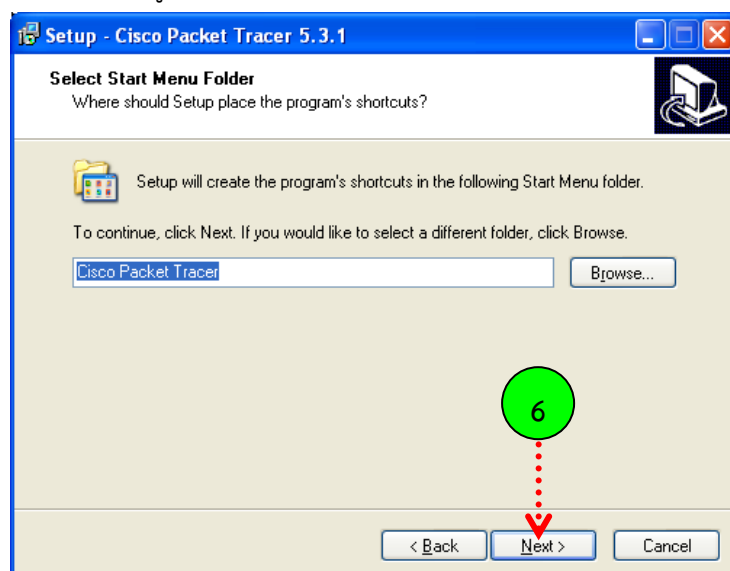 Setup - Cisco Packet Tracer 5.3.1
Select Start Menu Folder
Where should Setup place the program's shortcuts?
Setup will create the program's shortcuts in the following Start Menu folder.
To continue, click Next. If you would like to select a different folder, click Browse.
Cisco Packet Tracer
Browse...
6
< Back
Next >
Cancel